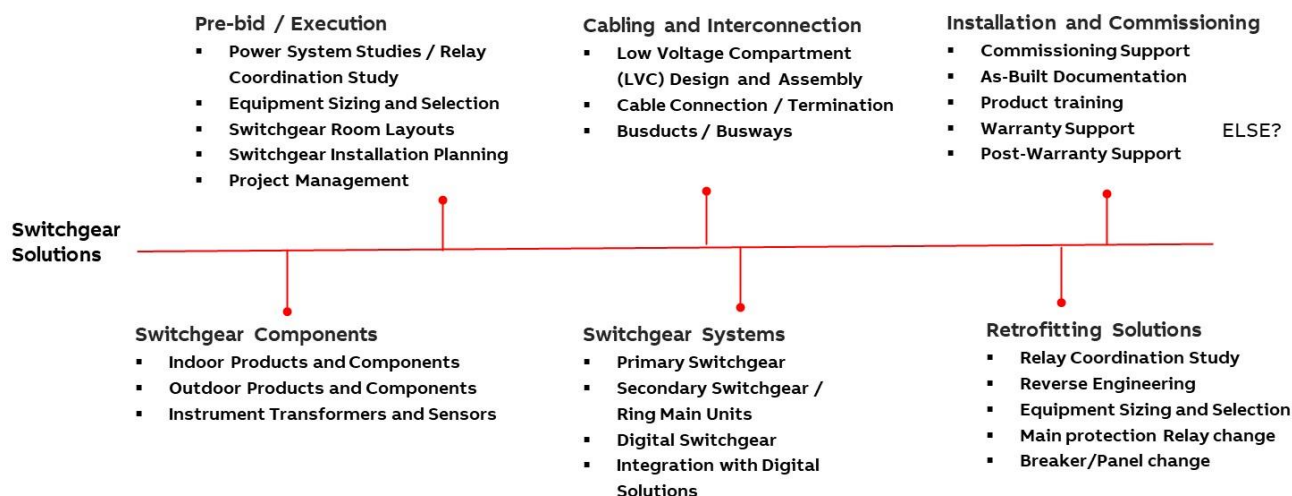 Pre-bid / Execution
▪ Power System Studies / Relay
Coordination Study
▪ Equipment Sizing and Selection
▪ Switchgear Room Layouts
▪ Switchgear Installation Planning
▪ Project Management
Cabling and Interconnection
▪ Low Voltage Compartment
(LVC) Design and Assembly
▪ Cable Connection / Termination
▪ Busducts / Busways
Installation and Commissioning
▪ Commissioning Support
▪ As-Built Documentation
▪ Product training
▪ Warranty Support
▪ Post-Warranty Support
ELSE?
Switchgear
Solutions
Switchgear Components
▪ Indoor Products and Components
▪ Outdoor Products and Components
▪ Instrument Transformers and Sensors
Switchgear Systems
▪ Primary Switchgear
▪ Secondary Switchgear /
Ring Main Units
▪ Digital Switchgear
▪ Integration with Digital
Solutions
Retrofitting Solutions
▪ Relay Coordination Study
▪ Reverse Engineering
▪ Equipment Sizing and Selection
▪ Main protection Relay change
▪ Breaker/Panel change